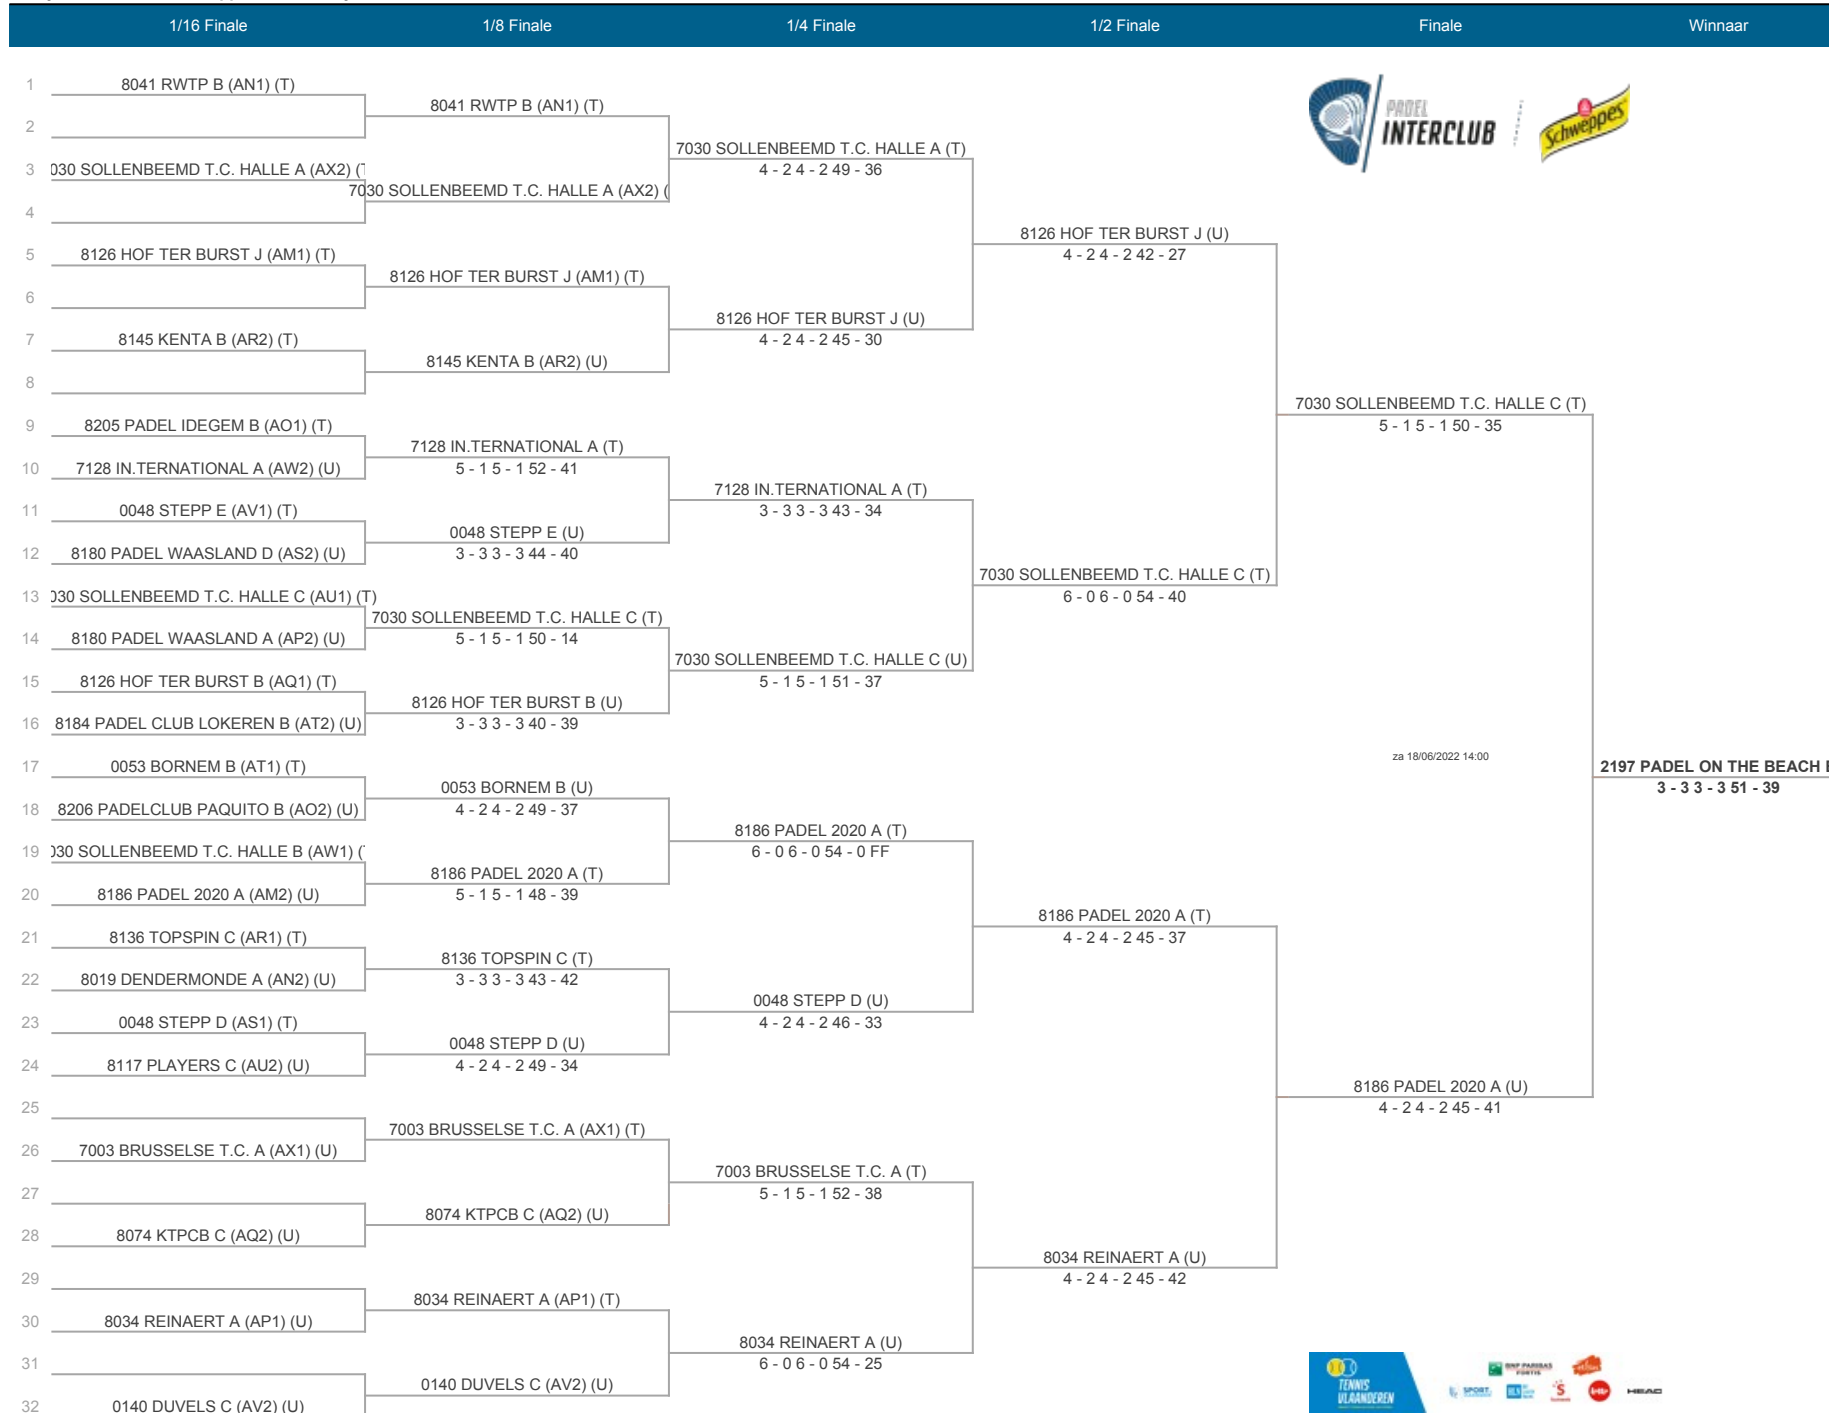 1/16 Finale
1/8 Finale
1/4 Finale
1/2 Finale
Finale
Winnaar
1 8041 RWTP B (AN1) (T)
2
3 030 SOLLENBEEMD T.C. HALLE A (AX2) (T
4
5 8126 HOF TER BURST J (AM1) (T)
6
7 8145 KENTA B (AR2) (T)
8
9 8205 PADEL IDEGEM B (AO1) (T)
10 7128 IN.TERNATIONAL A (AW2) (U)
11 0048 STEPP E (AV1) (T)
12 8180 PADEL WAASLAND D (AS2) (U)
13 030 SOLLENBEEMD T.C. HALLE C (AU1) (T)
14 8180 PADEL WAASLAND A (AP2) (U)
15 8126 HOF TER BURST B (AQ1) (T)
16 8184 PADEL CLUB LOKEREN B (AT2) (U)
17 0053 BORNEM B (AT1) (T)
18 8206 PADELCLUB PAQUITO B (AO2) (U)
19 030 SOLLENBEEMD T.C. HALLE B (AW1) (
20 8186 PADEL 2020 A (AM2) (U)
21 8136 TOPSPIN C (AR1) (T)
22 8019 DENDERMONDE A (AN2) (U)
23 0048 STEPP D (AS1) (T)
24 8117 PLAYERS C (AU2) (U)
25
26 7003 BRUSSELSE T.C. A (AX1) (U)
27
28 8074 KTPCB C (AQ2) (U)
29
30 8034 REINAERT A (AP1) (U)
31
32 0140 DUVELS C (AV2) (U)
8041 RWTP B (AN1) (T)
7030 SOLLENBEEMD T.C. HALLE A (AX2) (
8126 HOF TER BURST J (AM1) (T)
8145 KENTA B (AR2) (U)
7128 IN.TERNATIONAL A (T)
5 - 1 5 - 1 52 - 41
0048 STEPP E (U)
3 - 3 3 - 3 44 - 40
7030 SOLLENBEEMD T.C. HALLE C (T)
5 - 1 5 - 1 50 - 14
8126 HOF TER BURST B (U)
3 - 3 3 - 3 40 - 39
0053 BORNEM B (U)
4 - 2 4 - 2 49 - 37
8186 PADEL 2020 A (T)
5 - 1 5 - 1 48 - 39
8136 TOPSPIN C (T)
3 - 3 3 - 3 43 - 42
0048 STEPP D (U)
4 - 2 4 - 2 49 - 34
7003 BRUSSELSE T.C. A (AX1) (T)
8074 KTPCB C (AQ2) (U)
8034 REINAERT A (AP1) (T)
0140 DUVELS C (AV2) (U)
7030 SOLLENBEEMD T.C. HALLE A (T)
4 - 2 4 - 2 49 - 36
8126 HOF TER BURST J (U)
4 - 2 4 - 2 45 - 30
7128 IN.TERNATIONAL A (T)
3 - 3 3 - 3 43 - 34
7030 SOLLENBEEMD T.C. HALLE C (U)
5 - 1 5 - 1 51 - 37
8186 PADEL 2020 A (T)
6 - 0 6 - 0 54 - 0 FF
0048 STEPP D (U)
4 - 2 4 - 2 46 - 33
7003 BRUSSELSE T.C. A (T)
5 - 1 5 - 1 52 - 38
8034 REINAERT A (U)
6 - 0 6 - 0 54 - 25
8126 HOF TER BURST J (U)
4 - 2 4 - 2 42 - 27
7030 SOLLENBEEMD T.C. HALLE C (T)
6 - 0 6 - 0 54 - 40
8186 PADEL 2020 A (T)
4 - 2 4 - 2 45 - 37
8034 REINAERT A (U)
4 - 2 4 - 2 45 - 42
PADEL
INTERCLUB
Schweppes
7030 SOLLENBEEMD T.C. HALLE C (T)
5 - 1 5 - 1 50 - 35
za 18/06/2022 14:00
8186 PADEL 2020 A (U)
4 - 2 4 - 2 45 - 41
2197 PADEL ON THE BEACH
3 - 3 3 - 3 51 - 39
TENNIS
VLAANDEREN
BNP PARIBAS
FORTIS
SPORT
HLN
HEAD